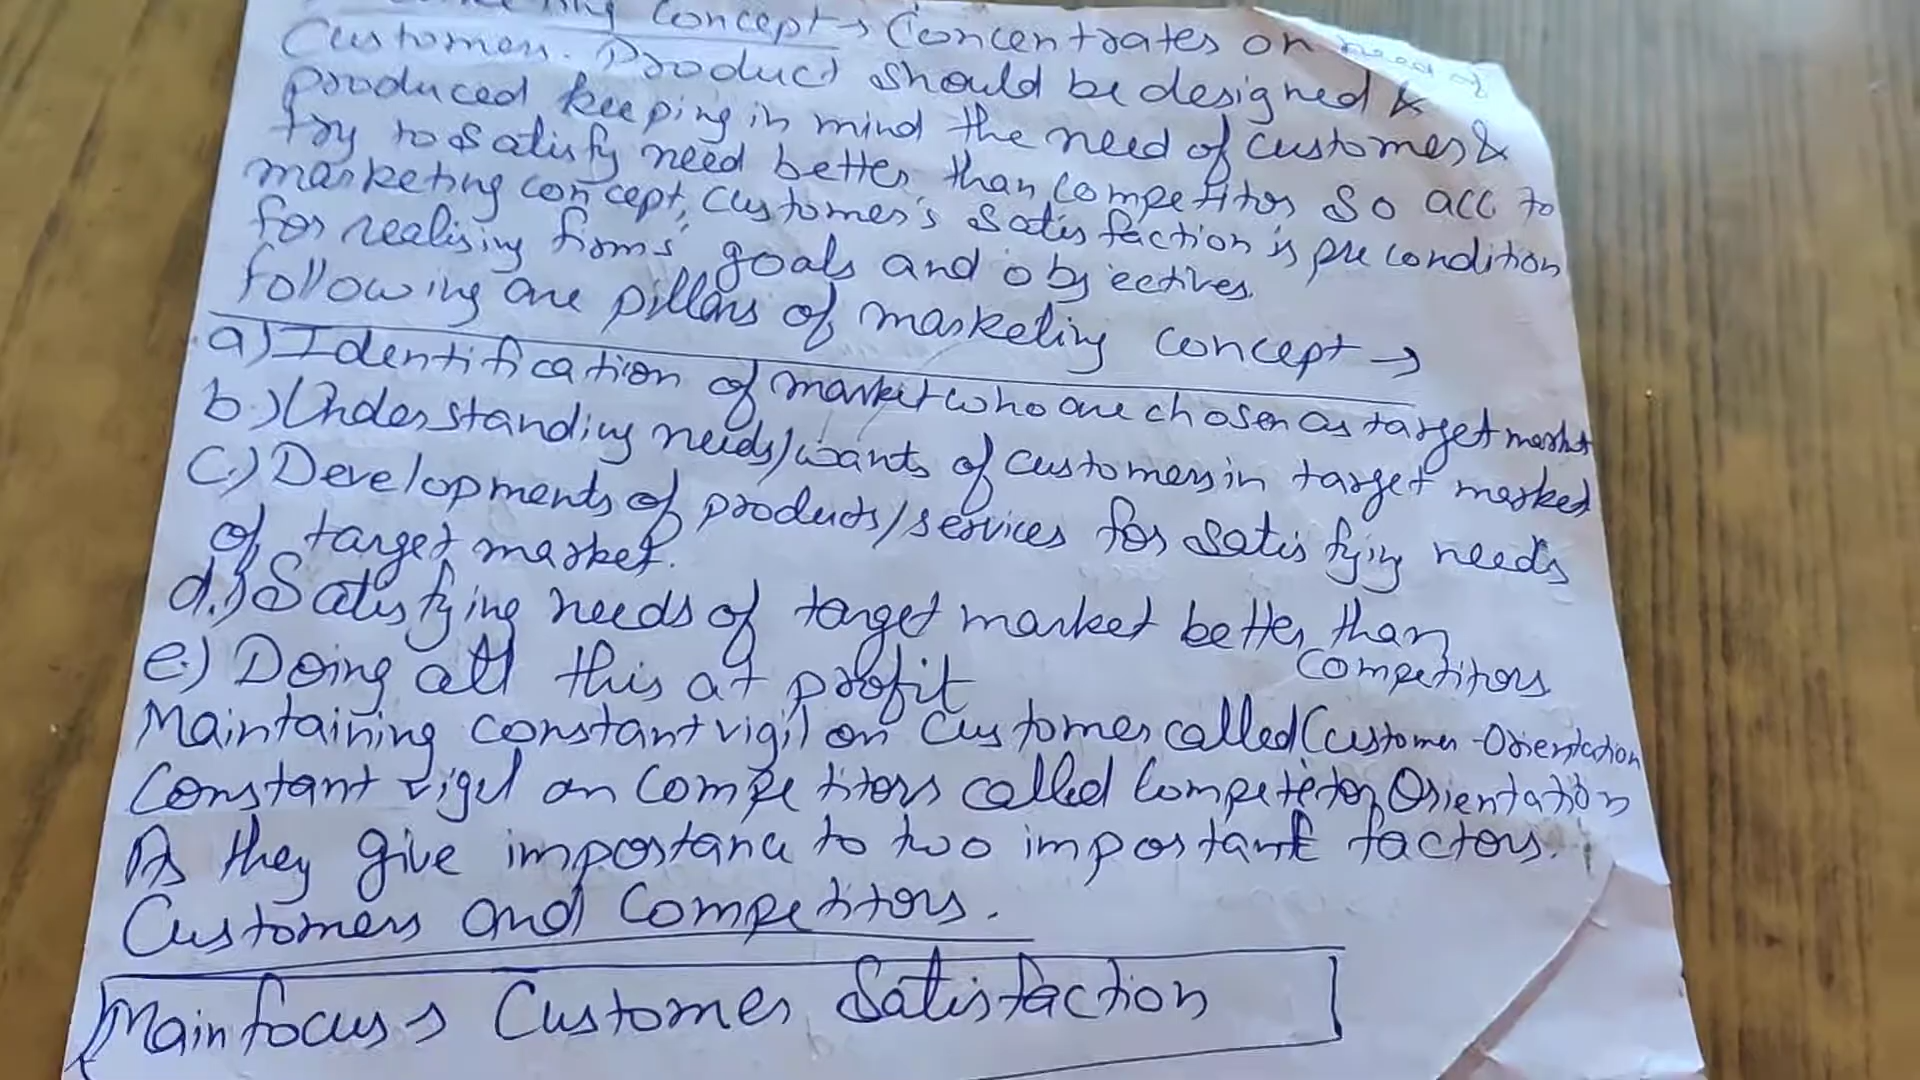 Concept → Concentrates on need of
Customers. Product should be designed &
produced keeping in mind the need of customers &
try to satisfy need better than competitor So acc to
marketing concept, customer's satisfaction is pre condition
for realising firms' goals and objectives.
following are pillars of marketing concept →
a) Identification of market who are chosen as target market
b.) Understanding needs/wants of customers in target market
c.) Developments of products/services for satisfying needs
of target market.
d.) Satisfying needs of target market better than
competitors
e.) Doing all this at profit
Maintaining constant vigil on customer called Customer-Orientation
Constant vigil on competitors called Competitor Orientation
As they give importance to two important factors.
Customers and Competitors.
Main focus → Customer Satisfaction